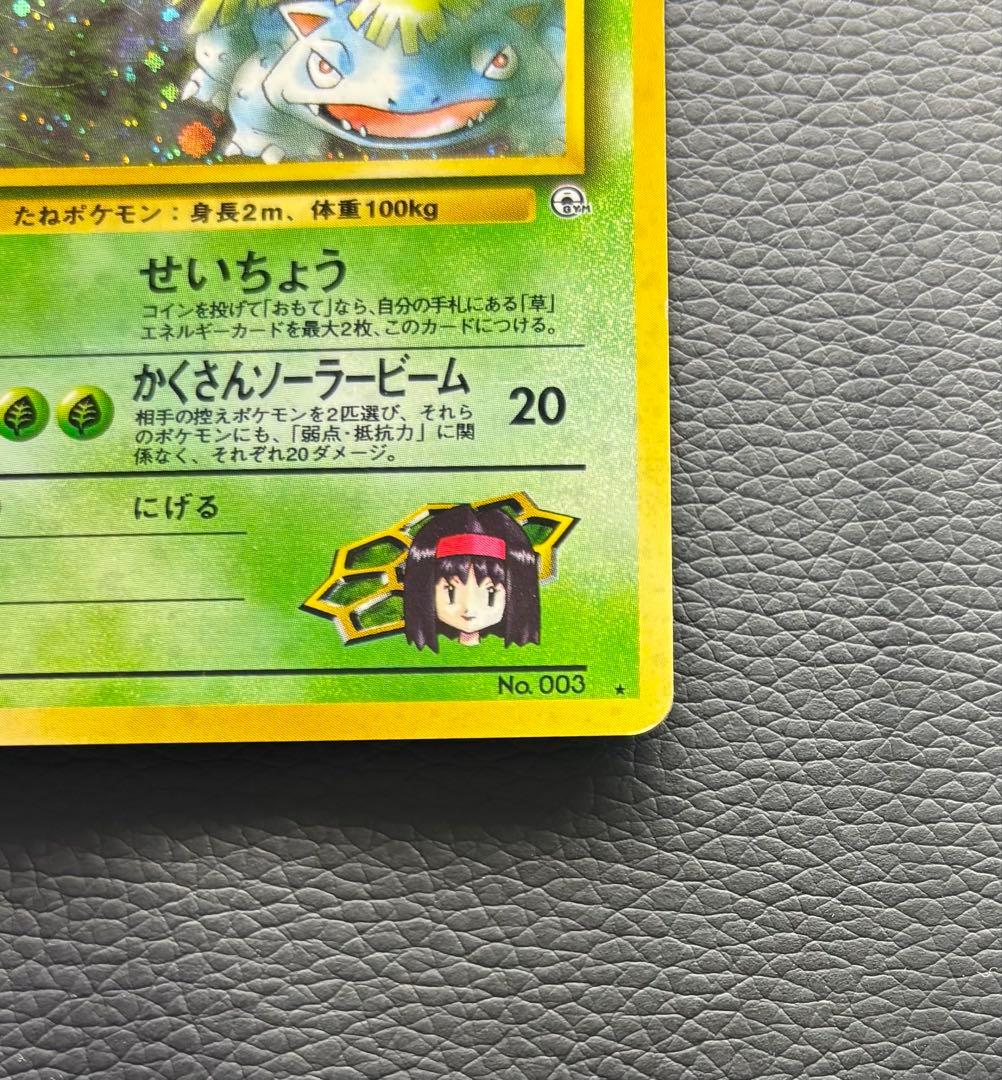 たねポケモン：身長2m、体重100kg
GYM
せいちょう
コインを投げて「おもて」なら、自分の手札にある「草」
エネルギーカードを最大2枚、このカードにつける。
かくさんソーラービーム 20
相手の控えポケモンを2匹選び、それら
のポケモンにも、「弱点・抵抗力」に関
係なく、それぞれ20ダメージ。
にげる
No. 003 ★